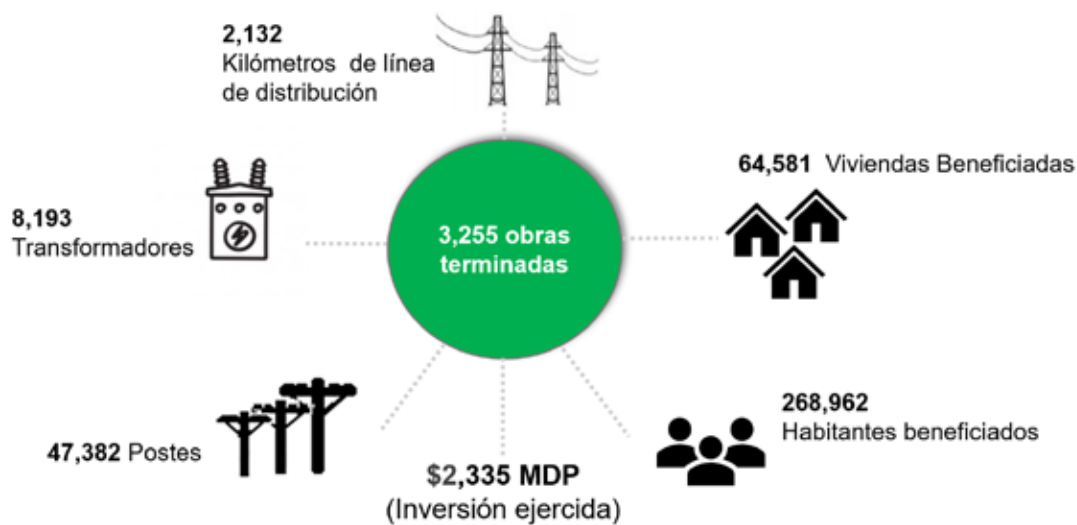 2,132
Kilómetros de línea
de distribución
64,581 Viviendas Beneficiadas
8,193
Transformadores
3,255 obras
terminadas
268,962
Habitantes beneficiados
47,382 Postes
$2,335 MDP
(Inversión ejercida)